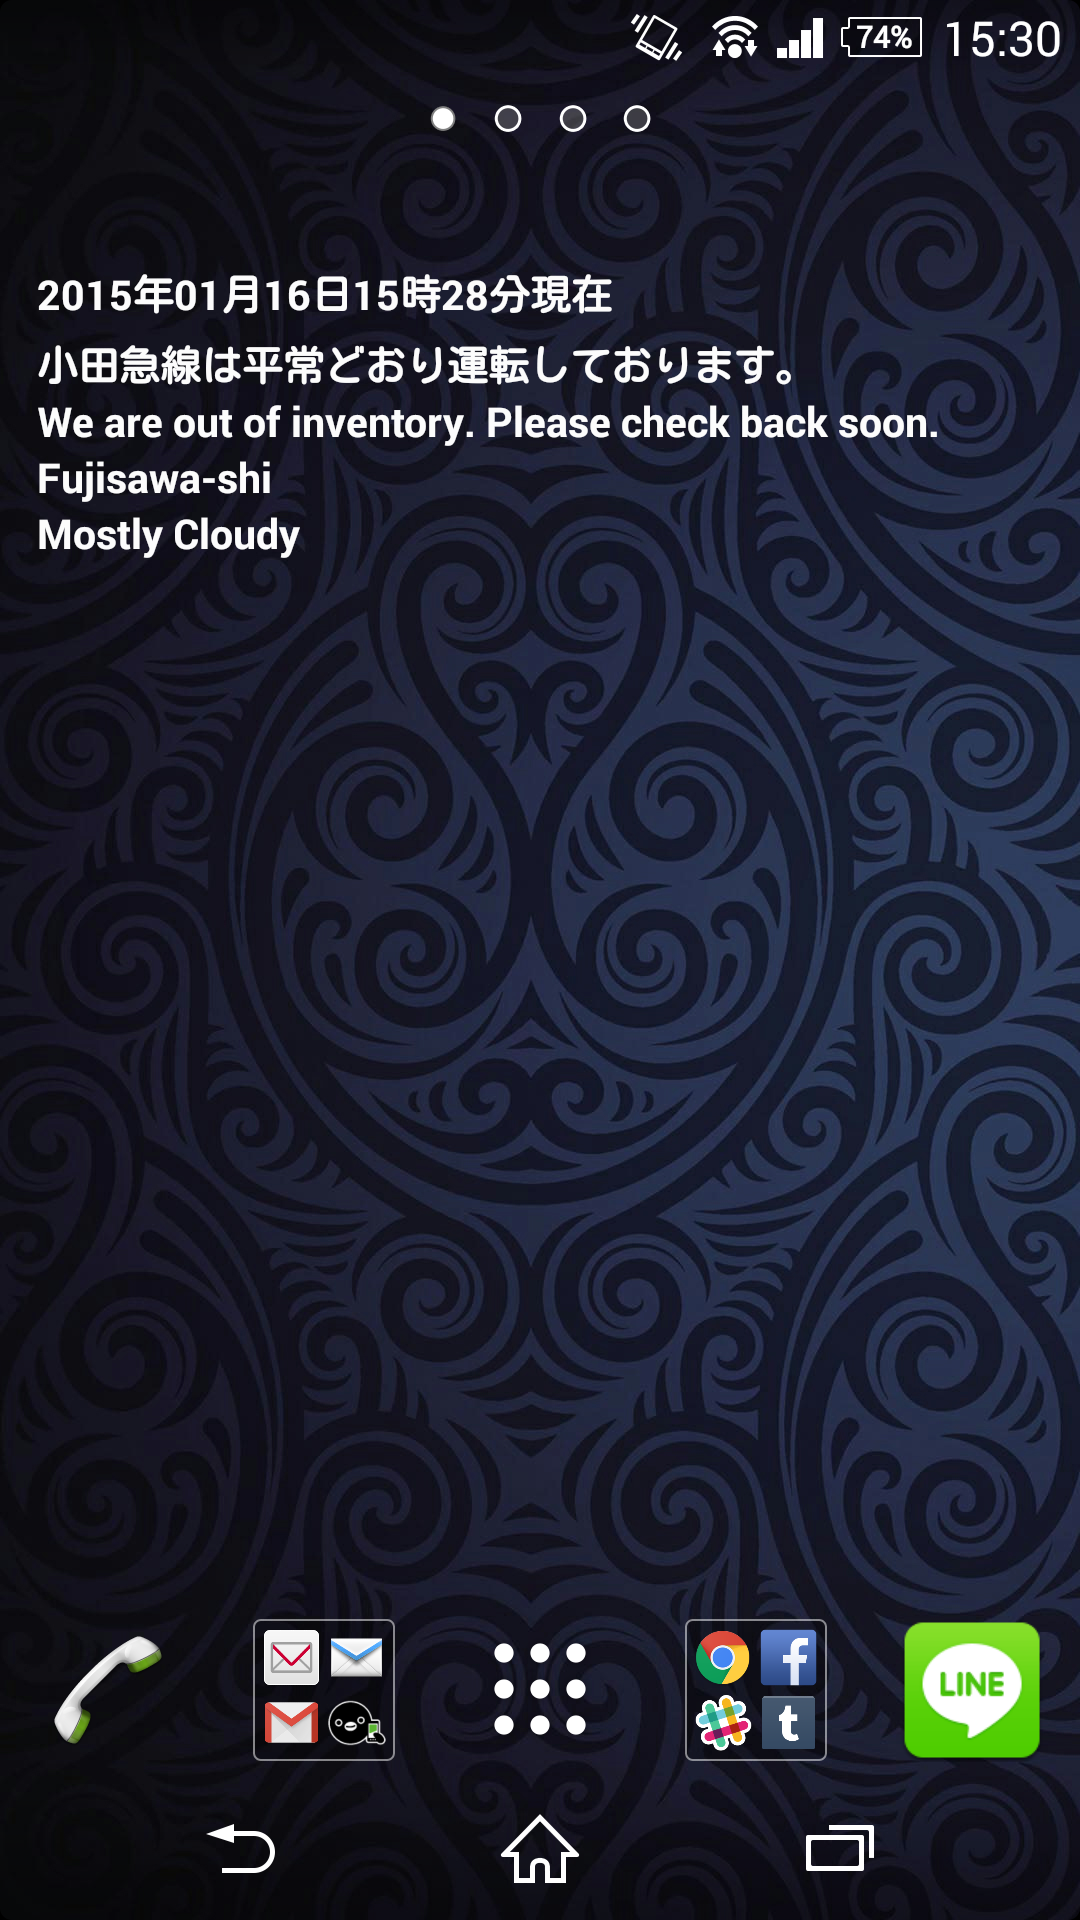 74% 15:30
2015年01月16日15時28分現在
小田急線は平常どおり運転しております。
We are out of inventory. Please check back soon.
Fujisawa-shi
Mostly Cloudy
f
t
LINE